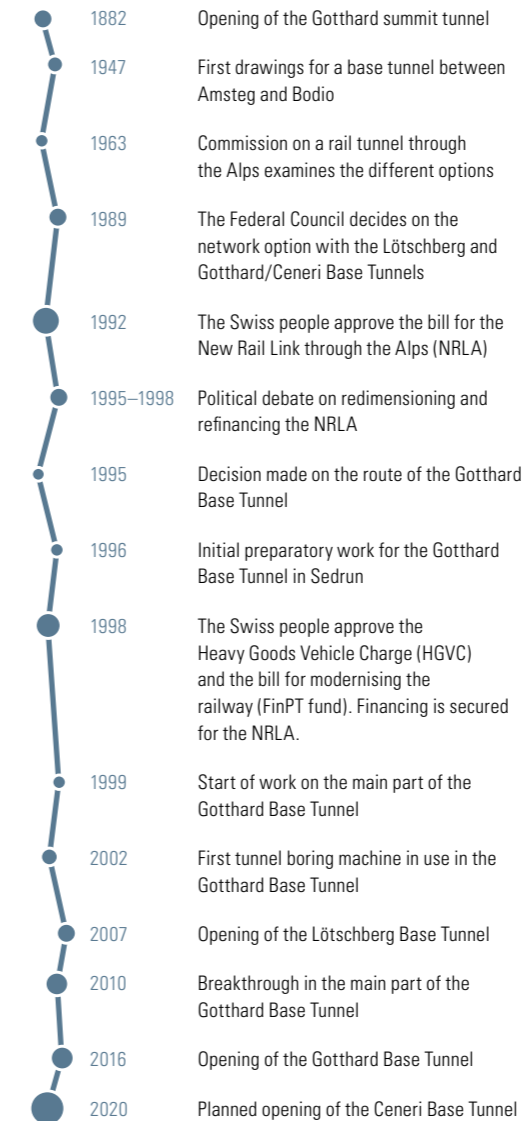 1882 Opening of the Gotthard summit tunnel
1947 First drawings for a base tunnel between
Amsteg and Bodio
1963 Commission on a rail tunnel through
the Alps examines the different options
1989 The Federal Council decides on the
network option with the Lötschberg and
Gotthard/Ceneri Base Tunnels
1992 The Swiss people approve the bill for the
New Rail Link through the Alps (NRLA)
1995–1998 Political debate on redimensioning and
refinancing the NRLA
1995 Decision made on the route of the Gotthard
Base Tunnel
1996 Initial preparatory work for the Gotthard
Base Tunnel in Sedrun
1998 The Swiss people approve the
Heavy Goods Vehicle Charge (HGVC)
and the bill for modernising the
railway (FinPT fund). Financing is secured
for the NRLA.
1999 Start of work on the main part of the
Gotthard Base Tunnel
2002 First tunnel boring machine in use in the
Gotthard Base Tunnel
2007 Opening of the Lötschberg Base Tunnel
2010 Breakthrough in the main part of the
Gotthard Base Tunnel
2016 Opening of the Gotthard Base Tunnel
2020 Planned opening of the Ceneri Base Tunnel